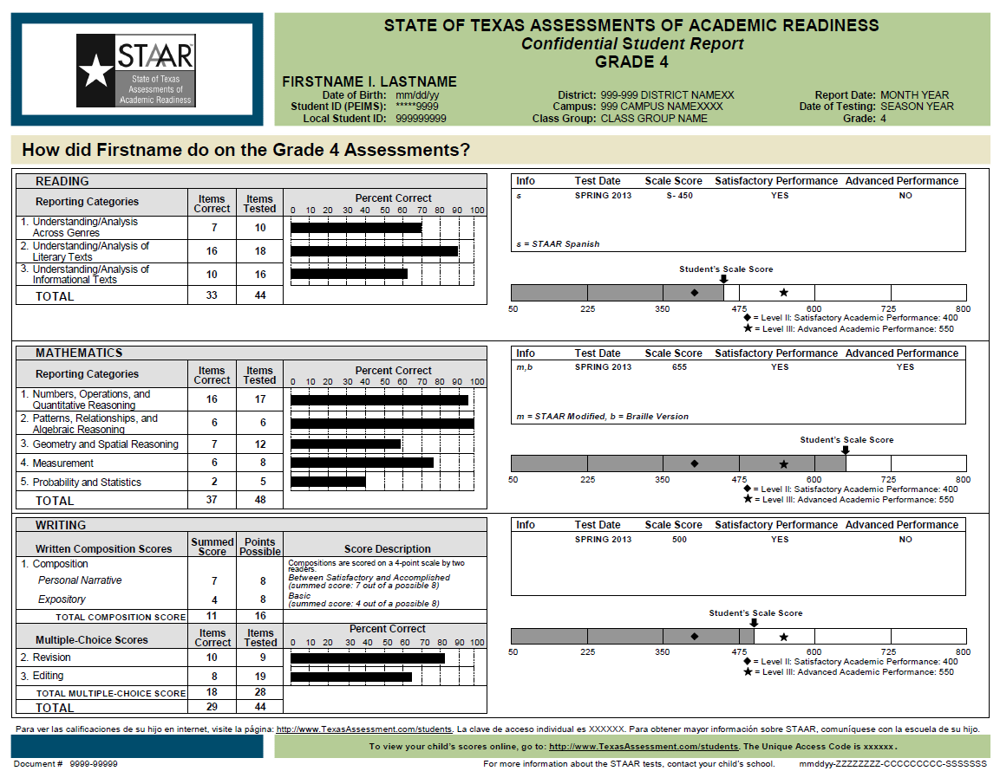 STAAR™
State of Texas
Assessments of
Academic Readiness
STATE OF TEXAS ASSESSMENTS OF ACADEMIC READINESS
Confidential Student Report
GRADE 4
FIRSTNAME I. LASTNAME
Date of Birth: mm/dd/yy District: 999-999 DISTRICT NAMEXX Report Date: MONTH YEAR
Student ID (PEIMS): *****9999 Campus: 999 CAMPUS NAMEXXXX Date of Testing: SEASON YEAR
Local Student ID: 999999999 Class Group: CLASS GROUP NAME Grade: 4
How did Firstname do on the Grade 4 Assessments?
READING
Reporting Categories Items Correct Items Tested Percent Correct
0 10 20 30 40 50 60 70 80 90 100
1. Understanding/Analysis Across Genres 7 10
2. Understanding/Analysis of Literary Texts 16 18
3. Understanding/Analysis of Informational Texts 10 16
TOTAL 33 44
Info Test Date Scale Score Satisfactory Performance Advanced Performance
s SPRING 2013 S- 450 YES NO
s = STAAR Spanish
Student's Scale Score
50 225 350 475 600 725 800
◆ = Level II: Satisfactory Academic Performance: 400
★ = Level III: Advanced Academic Performance: 550
MATHEMATICS
Reporting Categories Items Correct Items Tested Percent Correct
0 10 20 30 40 50 60 70 80 90 100
1. Numbers, Operations, and Quantitative Reasoning 16 17
2. Patterns, Relationships, and Algebraic Reasoning 6 6
3. Geometry and Spatial Reasoning 7 12
4. Measurement 6 8
5. Probability and Statistics 2 5
TOTAL 37 48
Info Test Date Scale Score Satisfactory Performance Advanced Performance
m,b SPRING 2013 655 YES YES
m = STAAR Modified, b = Braille Version
Student's Scale Score
50 225 350 475 600 725 800
◆ = Level II: Satisfactory Academic Performance: 400
★ = Level III: Advanced Academic Performance: 550
WRITING
Written Composition Scores Summed Score Points Possible Score Description
1. Composition Compositions are scored on a 4-point scale by two readers.
Personal Narrative 7 8 Between Satisfactory and Accomplished (summed score: 7 out of a possible 8)
Expository 4 8 Basic (summed score: 4 out of a possible 8)
TOTAL COMPOSITION SCORE 11 16
Multiple-Choice Scores Items Correct Items Tested Percent Correct
0 10 20 30 40 50 60 70 80 90 100
2. Revision 10 9
3. Editing 8 19
TOTAL MULTIPLE-CHOICE SCORE 18 28
TOTAL 29 44
Info Test Date Scale Score Satisfactory Performance Advanced Performance
SPRING 2013 500 YES NO
Student's Scale Score
50 225 350 475 600 725 800
◆ = Level II: Satisfactory Academic Performance: 400
★ = Level III: Advanced Academic Performance: 550
Para ver las calificaciones de su hijo en internet, visite la página: http://www.TexasAssessment.com/students. La clave de acceso individual es XXXXXX. Para obtener mayor información sobre STAAR, comuníquese con la escuela de su hijo.
To view your child's scores online, go to: http://www.TexasAssessment.com/students. The Unique Access Code is xxxxxx.
Document # 9999-99999 For more information about the STAAR tests, contact your child's school. mmddyy-ZZZZZZZZ-CCCCCCCCC-SSSSSSS